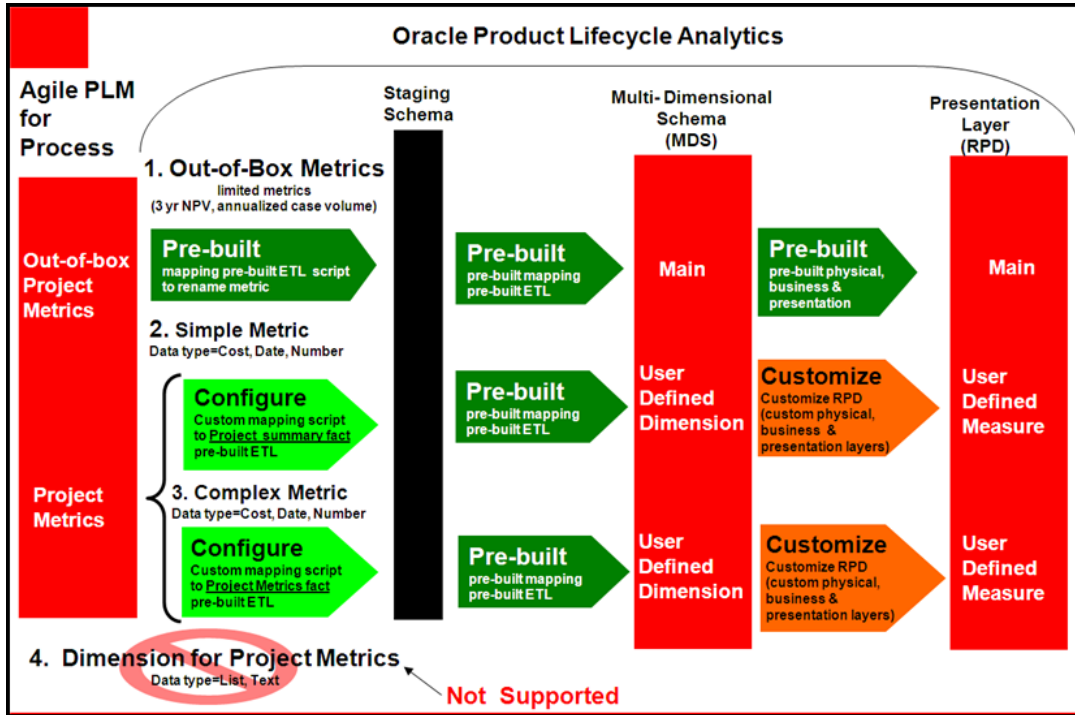 Oracle Product Lifecycle Analytics
Agile PLM
for
Process
Staging
Schema
Multi- Dimensional
Schema
(MDS)
Presentation
Layer
(RPD)
1. Out-of-Box Metrics
limited metrics
(3 yr NPV, annualized case volume)
Out-of-box
Project
Metrics
Pre-built
mapping pre-built ETL script
to rename metric
Pre-built
pre-built mapping
pre-built ETL
Main
Pre-built
pre-built physical,
business &
presentation
Main
2. Simple Metric
Data type=Cost, Date, Number
Configure
Custom mapping script
to Project summary fact
pre-built ETL
Pre-built
pre-built mapping
pre-built ETL
User
Defined
Dimension
Customize
Customize RPD
(custom physical,
business &
presentation layers)
User
Defined
Measure
Project
Metrics
3. Complex Metric
Data type=Cost, Date, Number
Configure
Custom mapping script
to Project Metrics fact
pre-built ETL
Pre-built
pre-built mapping
pre-built ETL
User
Defined
Dimension
Customize
Customize RPD
(custom physical,
business &
presentation layers)
User
Defined
Measure
4. Dimension for Project Metrics
Data type=List, Text
Not Supported